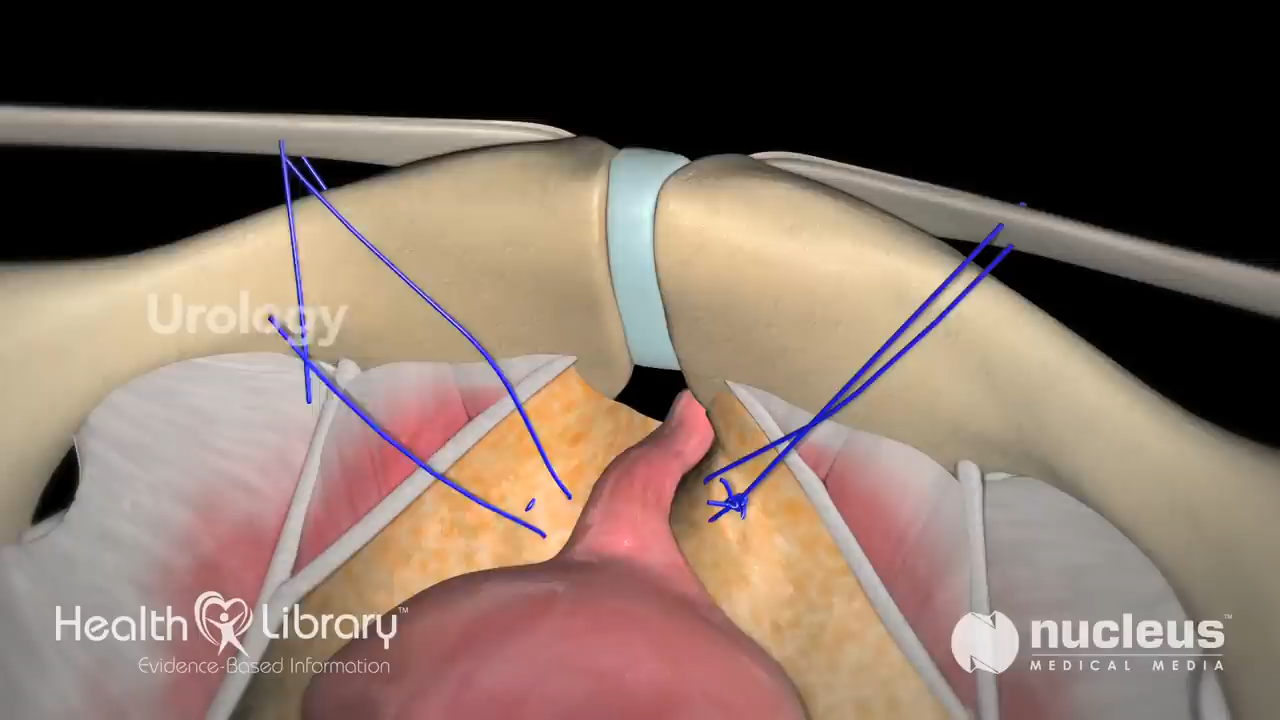 Urology
Health Library™
Evidence-Based Information
nucleus™
MEDICAL MEDIA